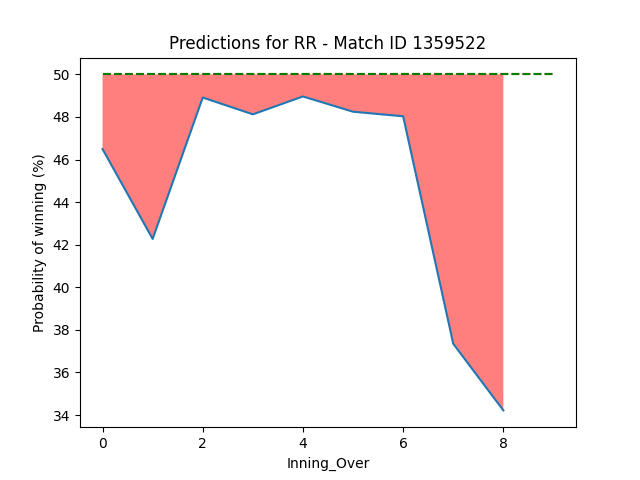 Predictions for RR - Match ID 1359522
Probability of winning (%)
50
48
46
44
42
40
38
36
34
0 2 4 6 8
Inning_Over